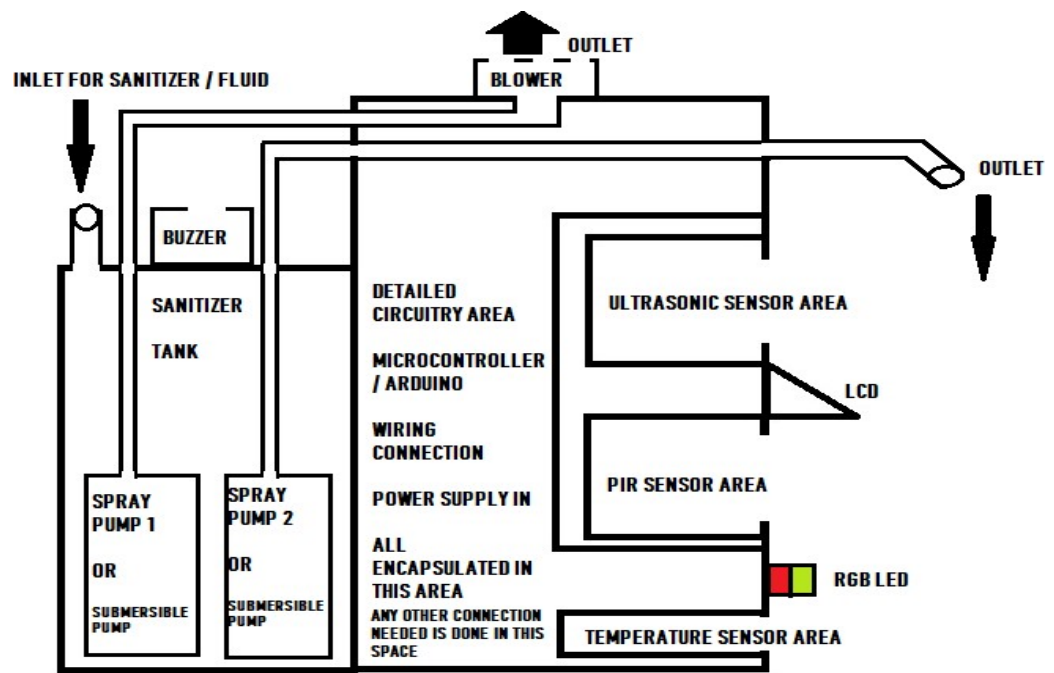 OUTLET
BLOWER
INLET FOR SANITIZER / FLUID
OUTLET
BUZZER
SANITIZER
TANK
DETAILED
CIRCUITRY AREA
MICROCONTROLLER
/ ARDUINO
WIRING
CONNECTION
POWER SUPPLY IN
ALL
ENCAPSULATED IN
THIS AREA
ANY OTHER CONNECTION
NEEDED IS DONE IN THIS
SPACE
ULTRASONIC SENSOR AREA
LCD
PIR SENSOR AREA
SPRAY
PUMP 1
OR
SUBMERSIBLE
PUMP
SPRAY
PUMP 2
OR
SUBMERSIBLE
PUMP
RGB LED
TEMPERATURE SENSOR AREA